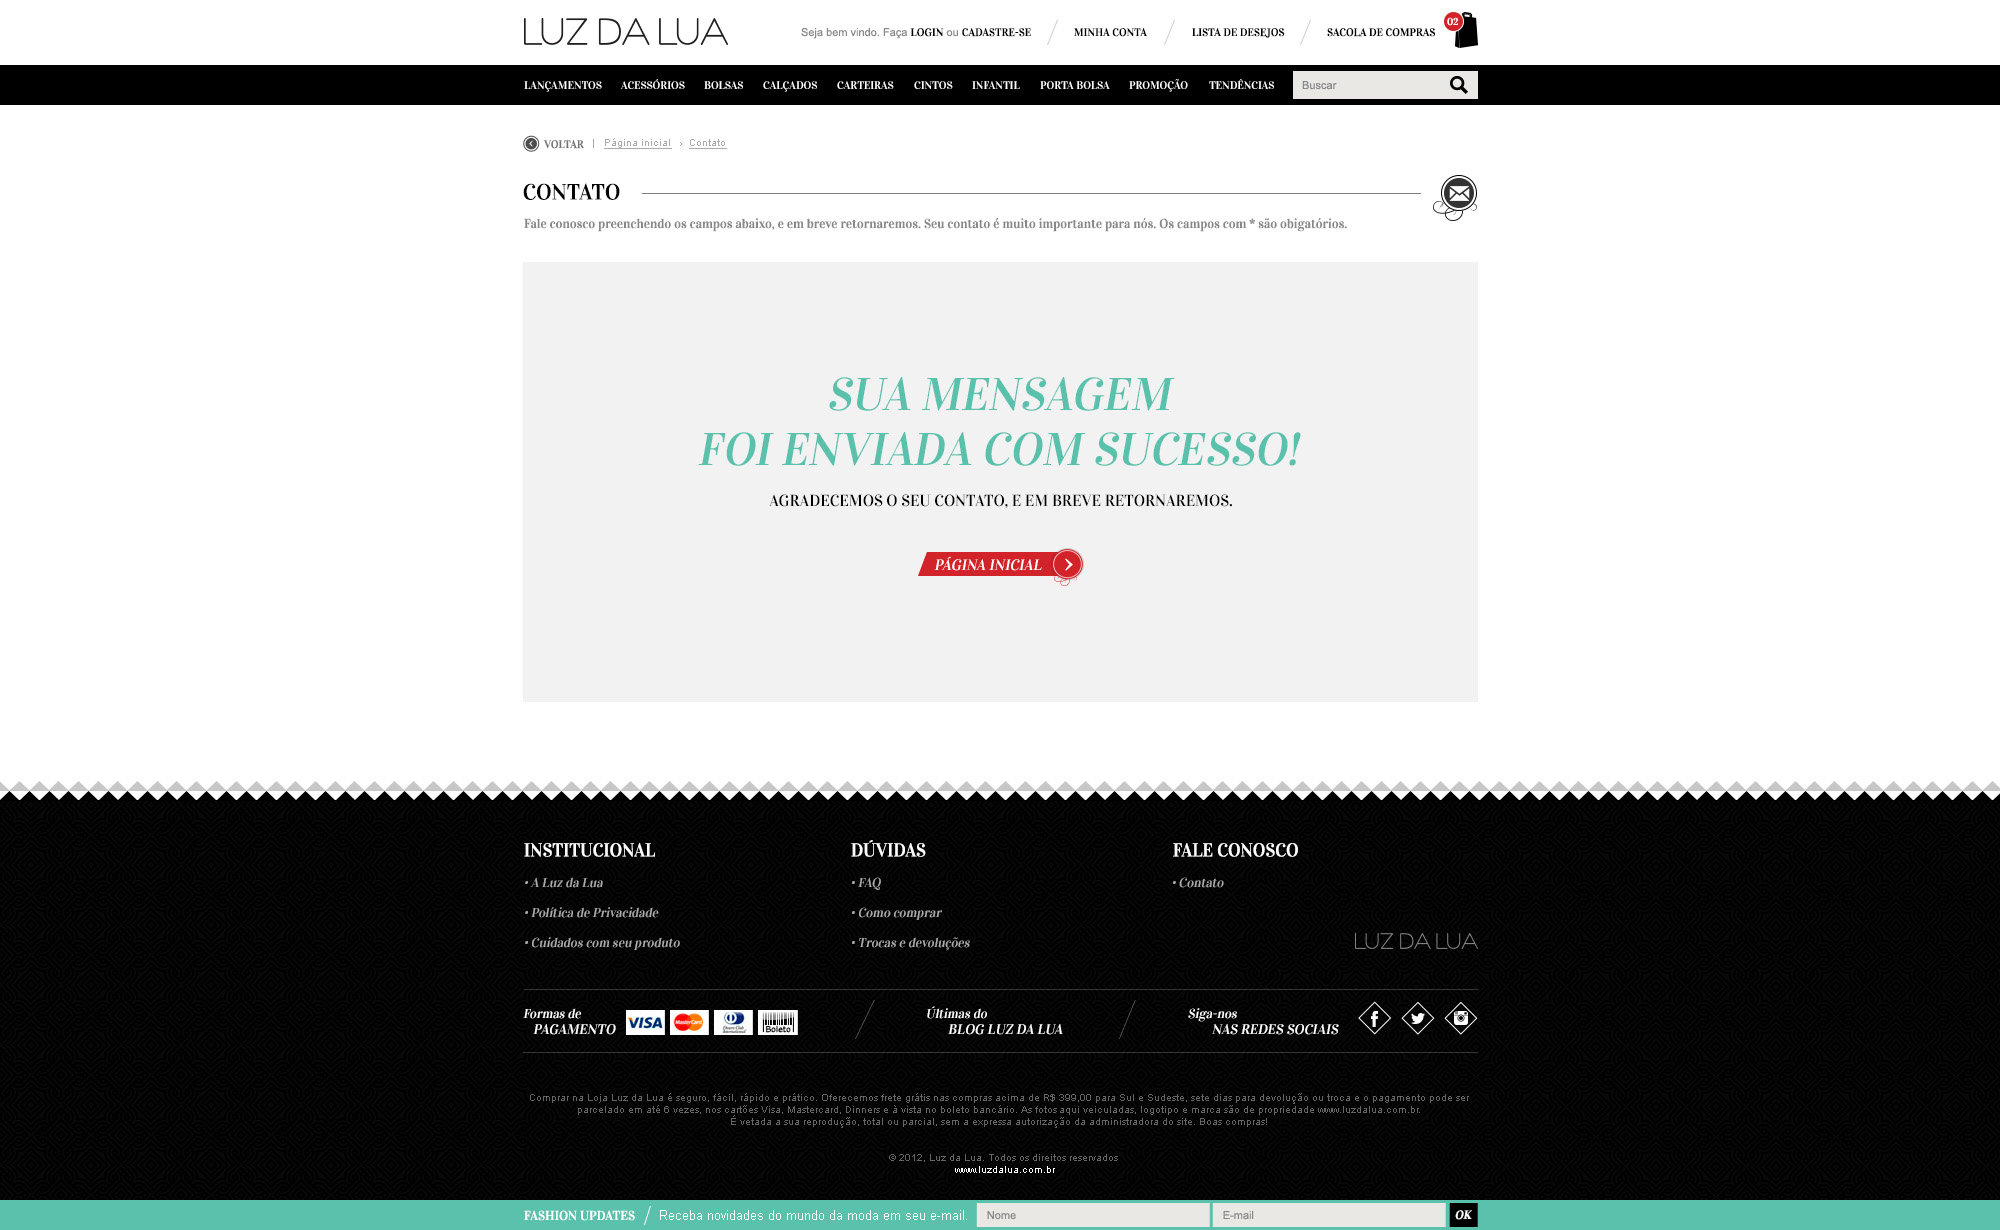 LUZ DA LUA
Seja bem vindo. Faça LOGIN ou CADASTRE-SE
MINHA CONTA
LISTA DE DESEJOS
SACOLA DE COMPRAS
02
LANÇAMENTOS ACESSÓRIOS BOLSAS CALÇADOS CARTEIRAS CINTOS INFANTIL PORTA BOLSA PROMOÇÃO TENDÊNCIAS
Buscar
VOLTAR | Página inicial › Contato
CONTATO
Fale conosco preenchendo os campos abaixo, e em breve retornaremos. Seu contato é muito importante para nós. Os campos com * são obigatórios.
SUA MENSAGEM
FOI ENVIADA COM SUCESSO!
AGRADECEMOS O SEU CONTATO, E EM BREVE RETORNAREMOS.
PÁGINA INICIAL
INSTITUCIONAL
• A Luz da Lua
• Política de Privacidade
• Cuidados com seu produto
DÚVIDAS
• FAQ
• Como comprar
• Trocas e devoluções
FALE CONOSCO
• Contato
LUZ DA LUA
Formas de
PAGAMENTO
VISA
MasterCard
Diners Club
International
Boleto
Últimas do
BLOG LUZ DA LUA
Siga-nos
NAS REDES SOCIAIS
Comprar na Loja Luz da Lua é seguro, fácil, rápido e prático. Oferecemos frete grátis nas compras acima de R$ 399,00 para Sul e Sudeste, sete dias para devolução ou troca e o pagamento pode ser
parcelado em até 6 vezes, nos cartões Visa, Mastercard, Dinners e à vista no boleto bancário. As fotos aqui veiculadas, logotipo e marca são de propriedade www.luzdalua.com.br.
É vetada a sua reprodução, total ou parcial, sem a expressa autorização da administradora do site. Boas compras!
© 2012, Luz da Lua. Todos os direitos reservados
www.luzdalua.com.br
FASHION UPDATES / Receba novidades do mundo da moda em seu e-mail.
Nome
E-mail
OK